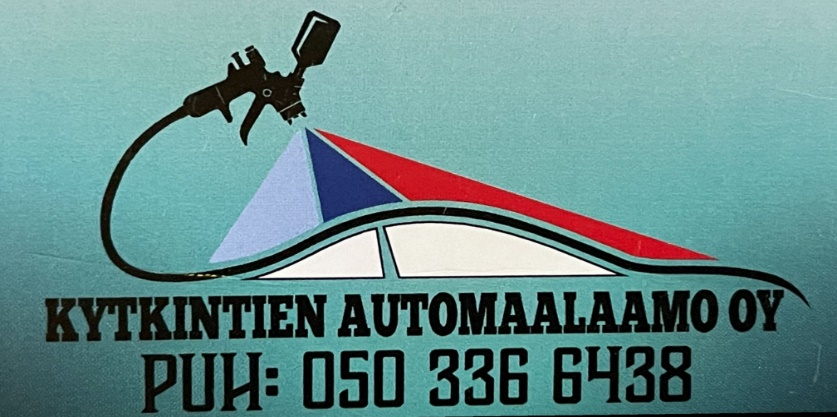 KYTKINTIEN AUTOMAALAAMO OY
PUH: 050 336 6438